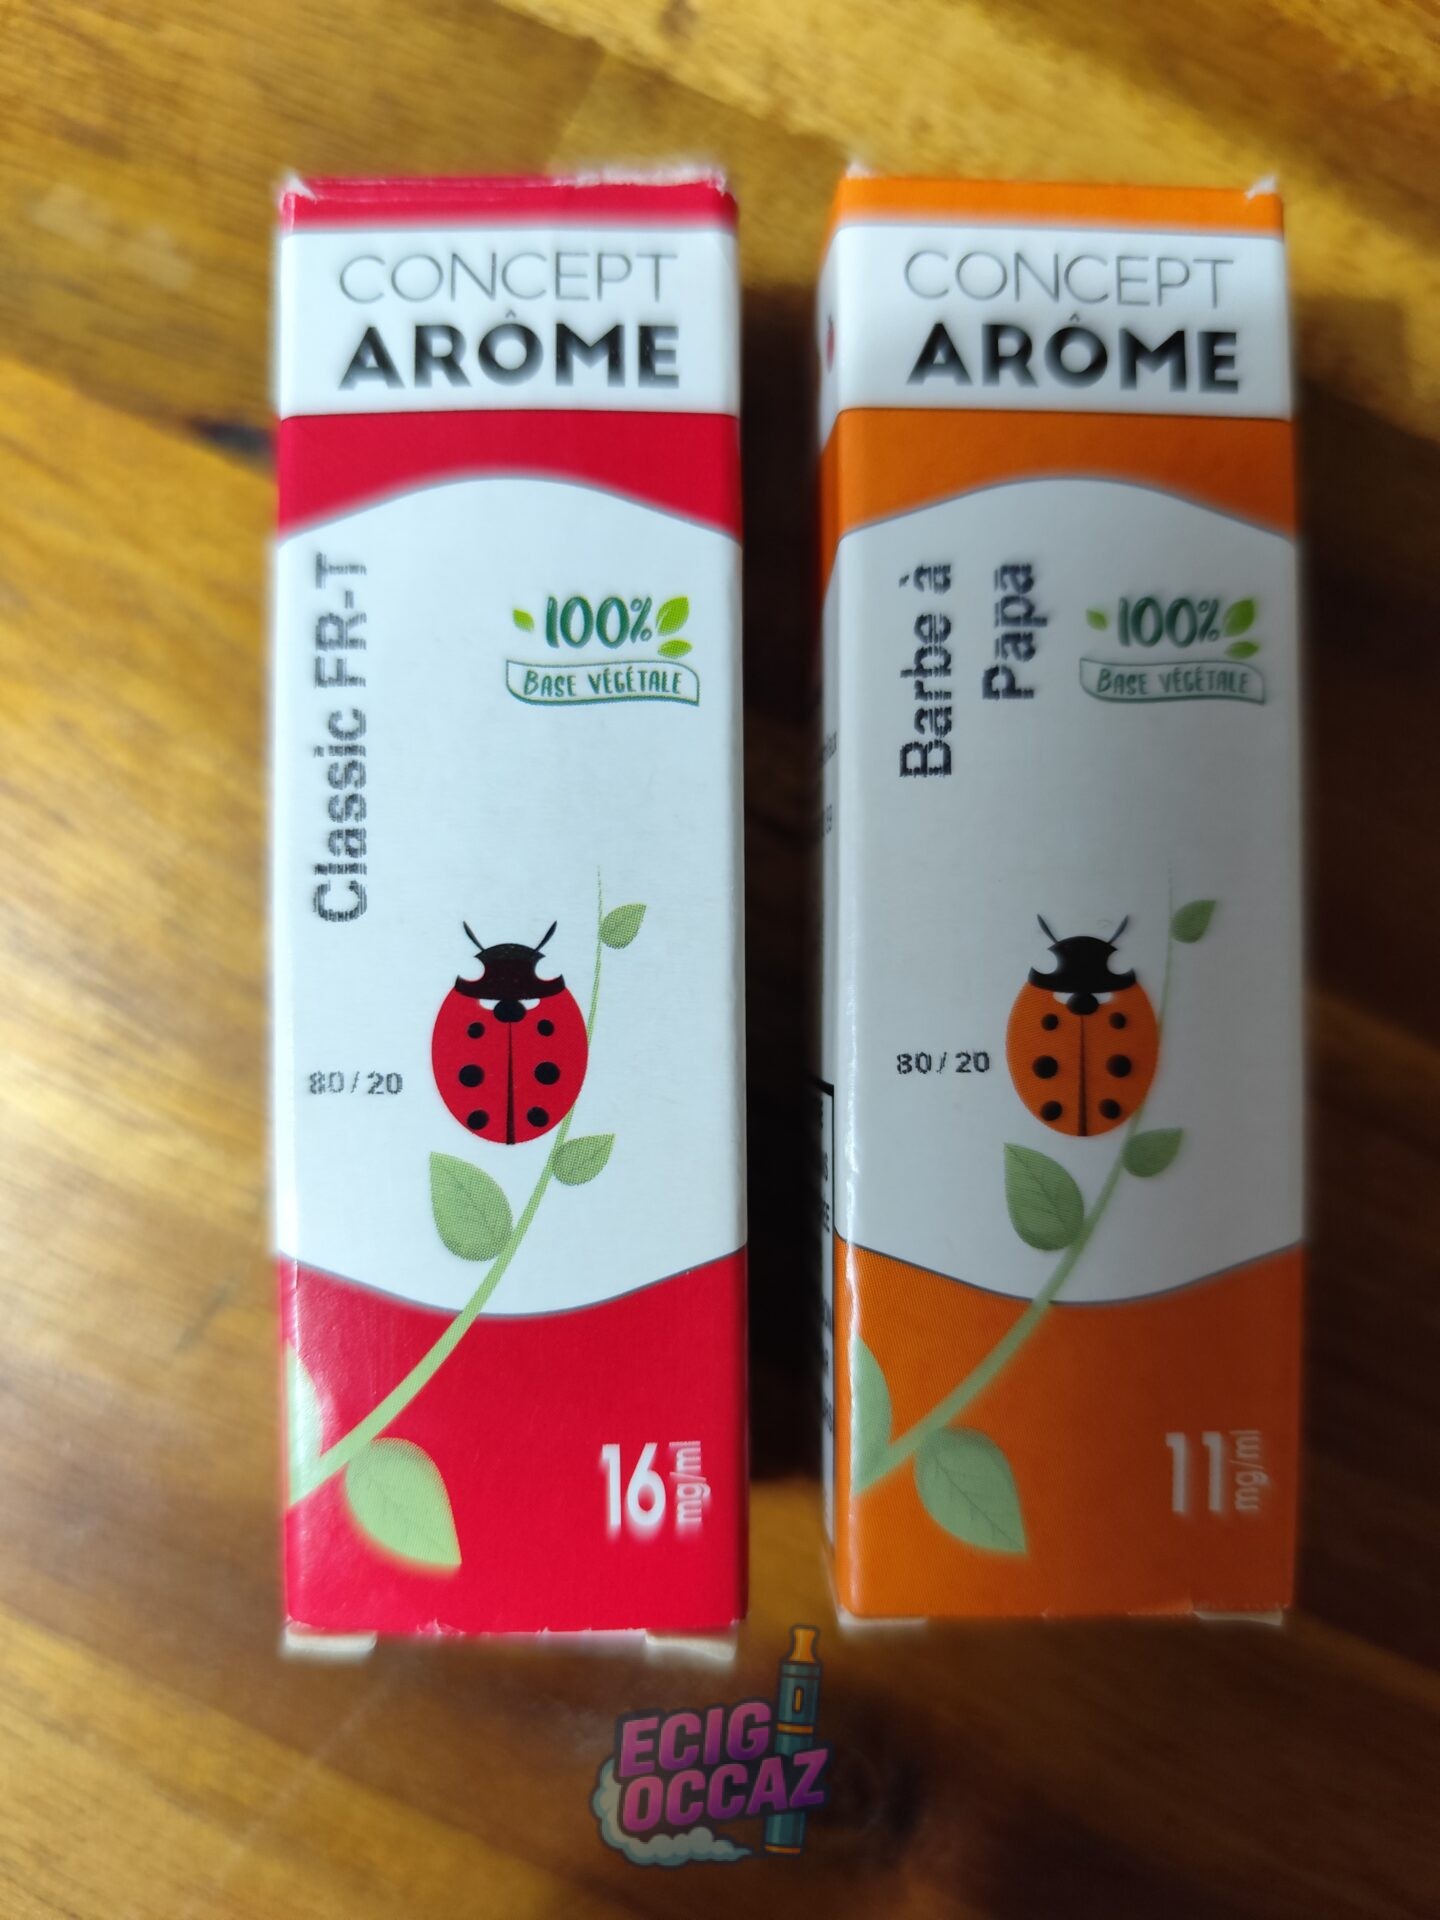 CONCEPT
ARÔME
Classic FR-T
100%
BASE VÉGÉTALE
80/20
16 mg/ml
CONCEPT
ARÔME
Barbe à
Papa
100%
BASE VÉGÉTALE
80/20
11 mg/ml
ECIG
OCCAZ